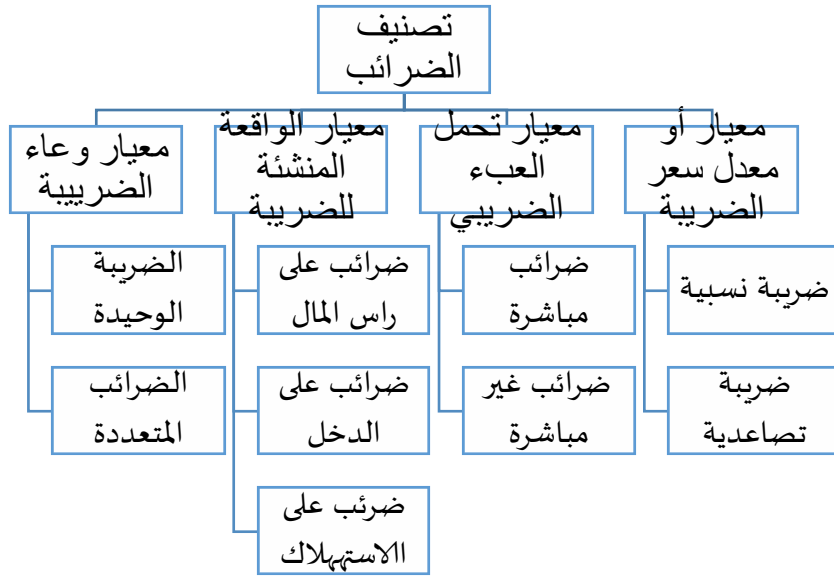 تصنيف
الضرائب
معيار أو
معدل سعر
الضريبة
ضريبة نسبية
ضريبة
تصاعدية
معيار تحمل
العبء
الضريبي
ضرائب
مباشرة
ضرائب غير
مباشرة
معيار الواقعة
المنشئة
للضريبة
ضرائب على
راس المال
ضرائب على
الدخل
ضرئب على
االاستههلاك
معيار وعاء
الضرييبة
الضريبة
الوحيدة
الضرائب
المتعددة